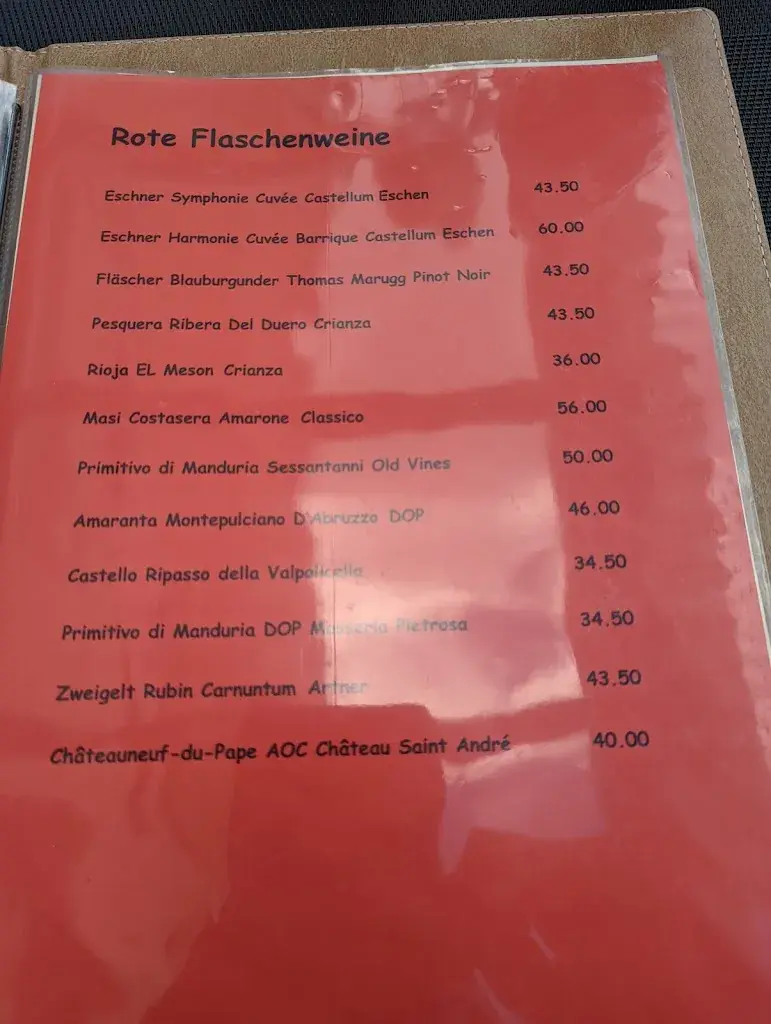 Rote Flaschenweine
Eschner Symphonie Cuvée Castellum Eschen 43.50
Eschner Harmonie Cuvée Barrique Castellum Eschen 60.00
Fläscher Blauburgunder Thomas Marugg Pinot Noir 43.50
Pesquera Ribera Del Duero Crianza 43.50
Rioja EL Meson Crianza 36.00
Masi Costasera Amarone Classico 56.00
Primitivo di Manduria Sessantanni Old Vines 50.00
Amaranta Montepulciano D'Abruzzo DOP 46.00
Castello Ripasso della Valpolicella 34.50
Primitivo di Manduria DOP Masseria Pietrosa 34.50
Zweigelt Rubin Carnuntum Artner 43.50
Châteauneuf-du-Pape AOC Château Saint André 40.00